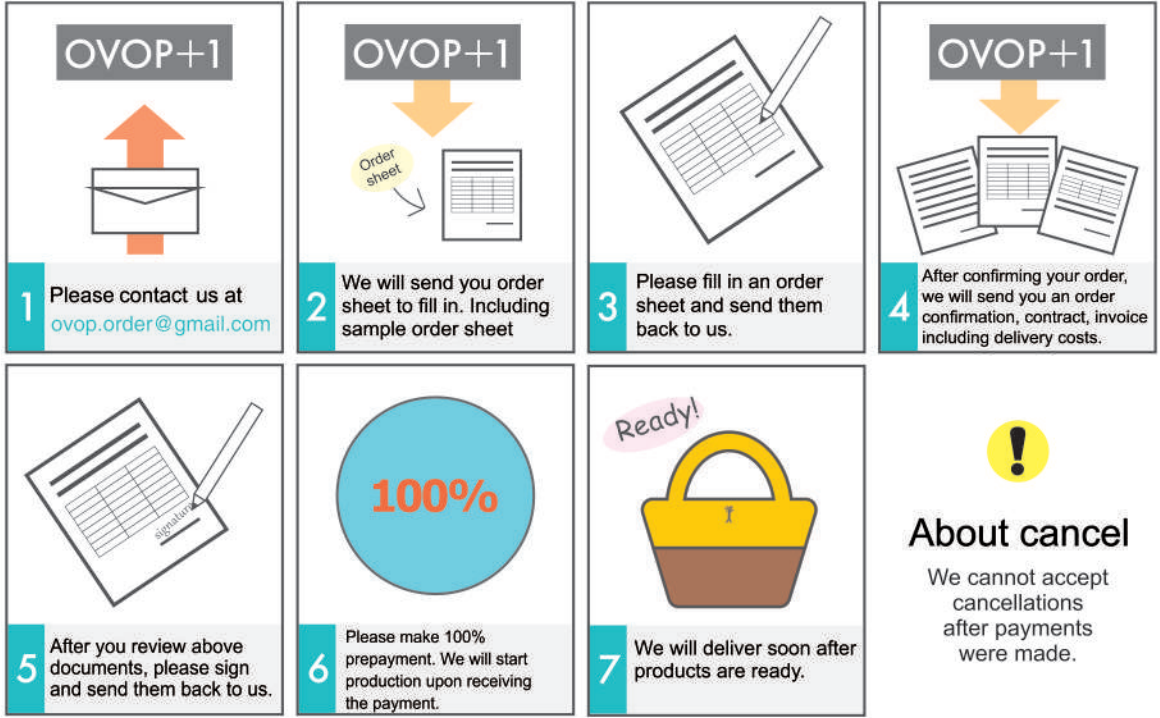 OVOP+1
1
Please contact us at
ovop.order@gmail.com
OVOP+1
Order
sheet
2
We will send you order
sheet to fill in. Including
sample order sheet
3
Please fill in an order
sheet and send them
back to us.
OVOP+1
4
After confirming your order,
we will send you an order
confirmation, contract, invoice
including delivery costs.
signature
5
After you review above
documents, please sign
and send them back to us.
100%
6
Please make 100%
prepayment. We will start
production upon receiving
the payment.
Ready!
7
We will deliver soon after
products are ready.
!
About cancel
We cannot accept
cancellations
after payments
were made.